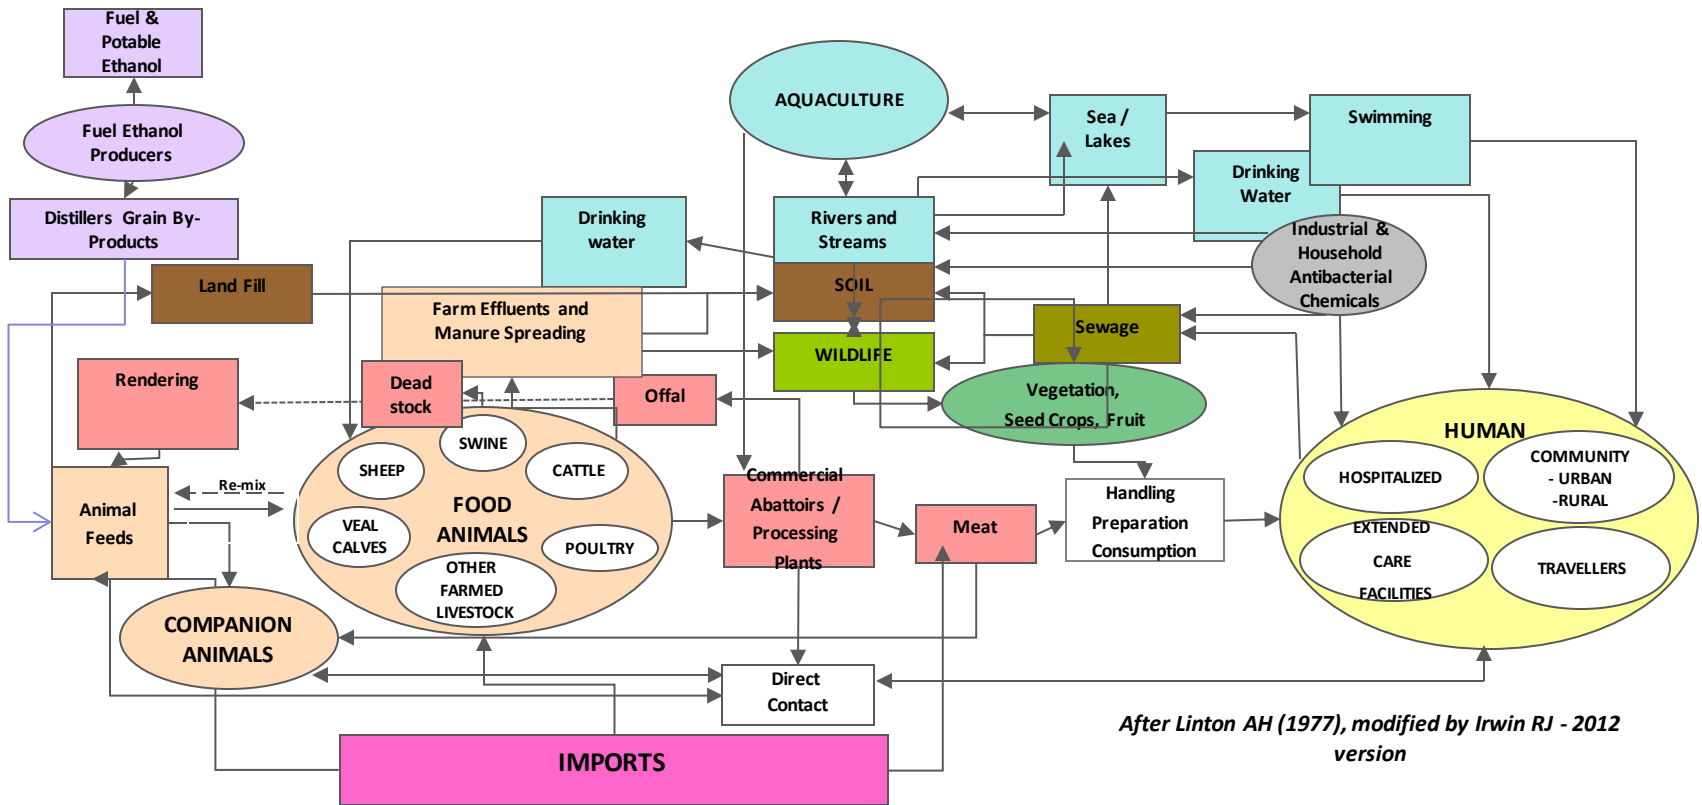 Fuel &
Potable
Ethanol
Fuel Ethanol
Producers
Distillers Grain By-
Products
Land Fill
Rendering
Animal
Feeds
Re-mix
COMPANION
ANIMALS
Drinking
water
Farm Effluents and
Manure Spreading
Dead
stock
Offal
SWINE
SHEEP
CATTLE
FOOD
ANIMALS
VEAL
CALVES
POULTRY
OTHER
FARMED
LIVESTOCK
AQUACULTURE
Rivers and
Streams
SOIL
WILDLIFE
Sea /
Lakes
Swimming
Drinking
Water
Industrial &
Household
Antibacterial
Chemicals
Sewage
Vegetation,
Seed Crops, Fruit
Commercial
Abattoirs /
Processing
Plants
Meat
Handling
Preparation
Consumption
HUMAN
HOSPITALIZED
COMMUNITY
- URBAN
-RURAL
EXTENDED
CARE
FACILITIES
TRAVELLERS
Direct
Contact
IMPORTS
After Linton AH (1977), modified by Irwin RJ - 2012
version